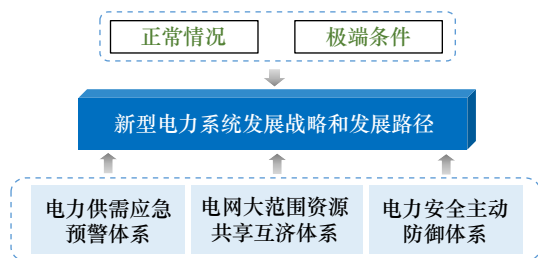 正常情况 极端条件
新型电力系统发展战略和发展路径
电力供需应急
预警体系
电网大范围资源
共享互济体系
电力安全主动
防御体系